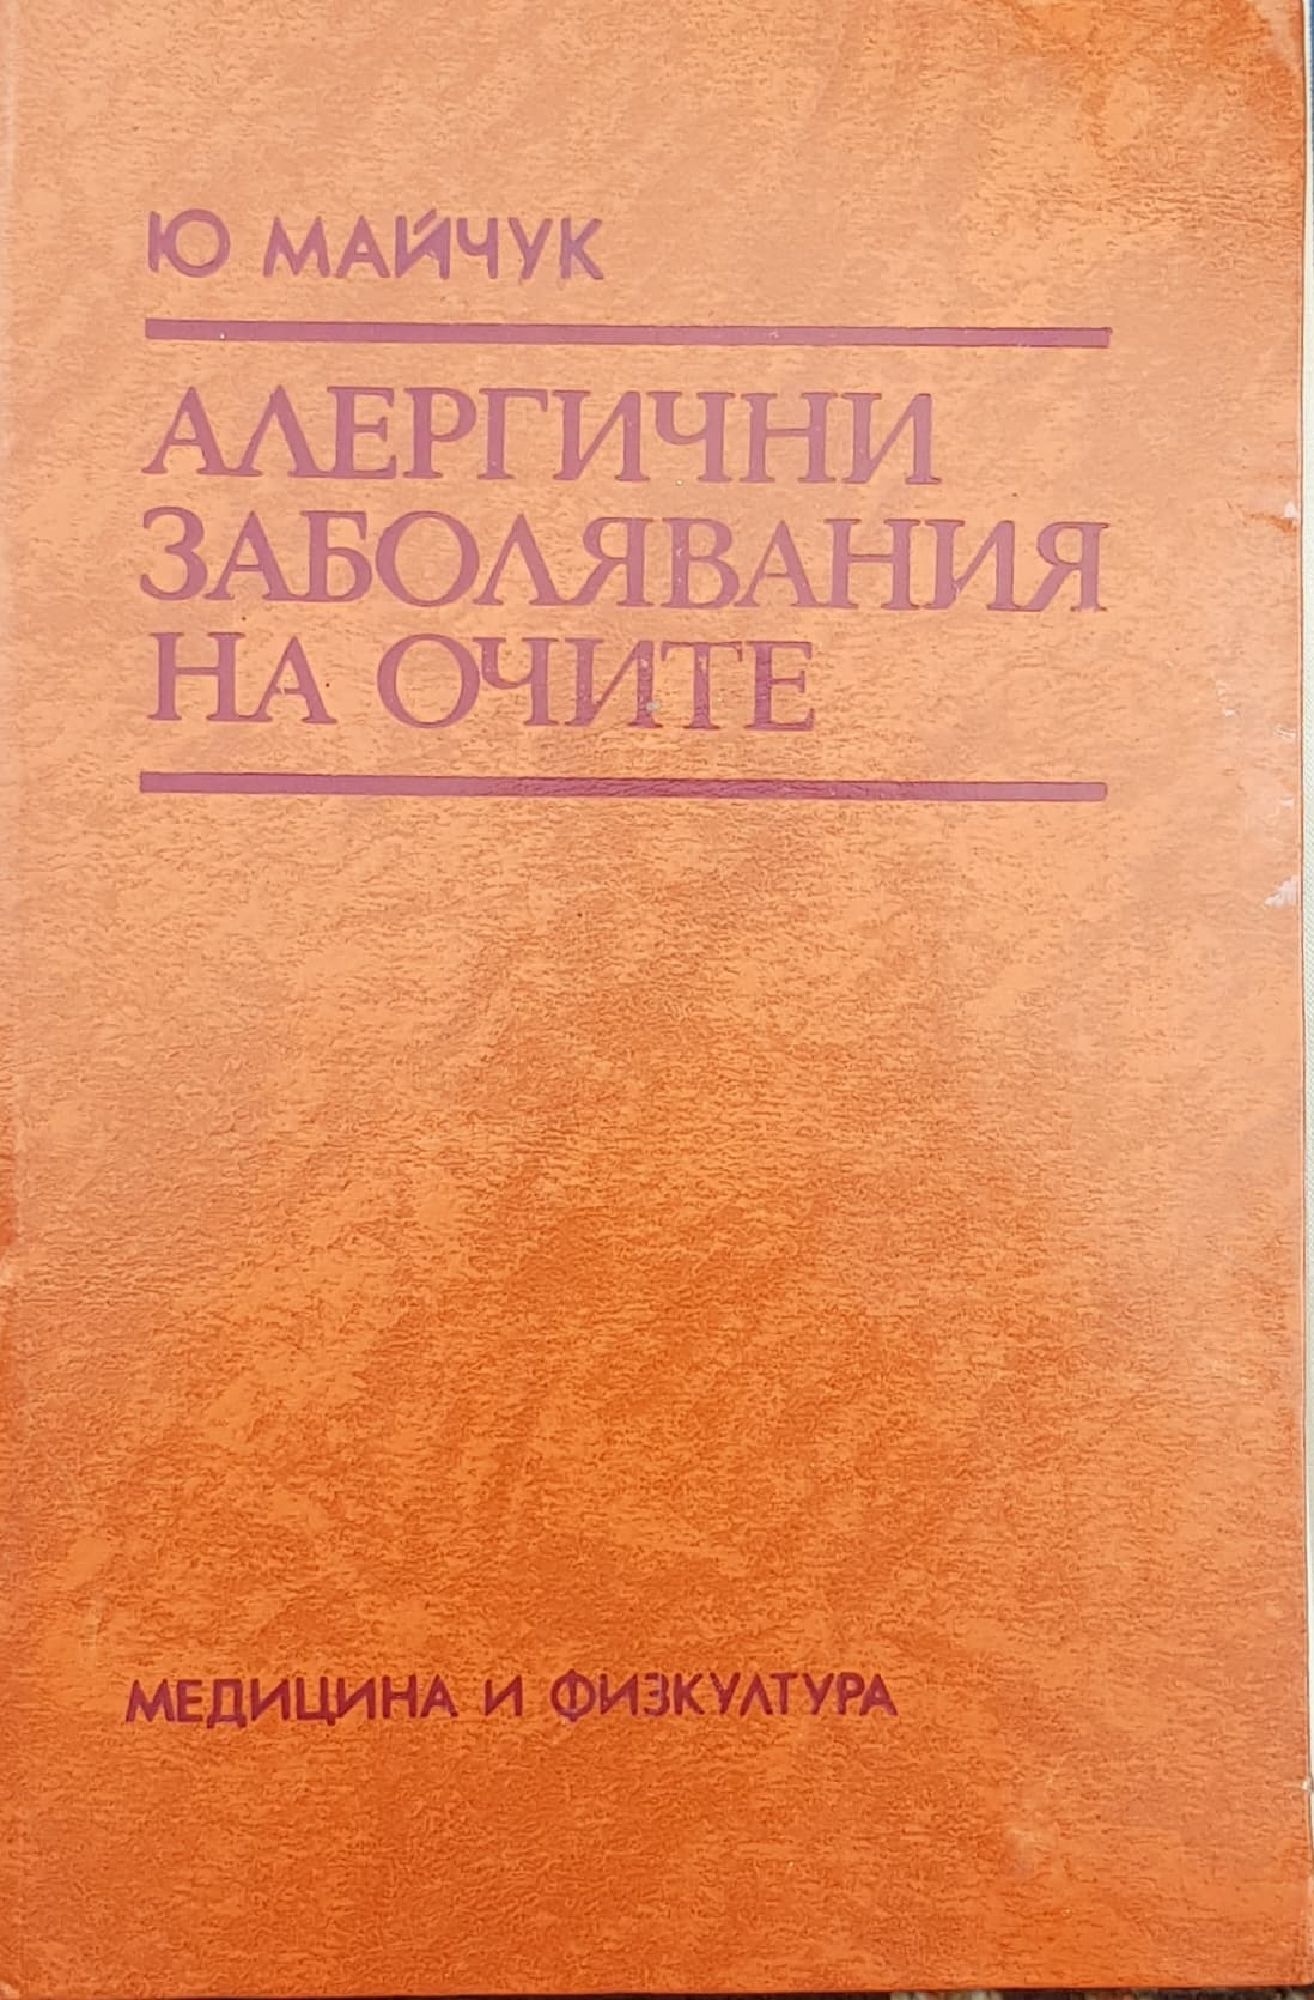 Ю МАЙЧУК
АЛЕРГИЧНИ
ЗАБОЛЯВАНИЯ
НА ОЧИТЕ
МЕДИЦИНА И ФИЗКУЛТУРА